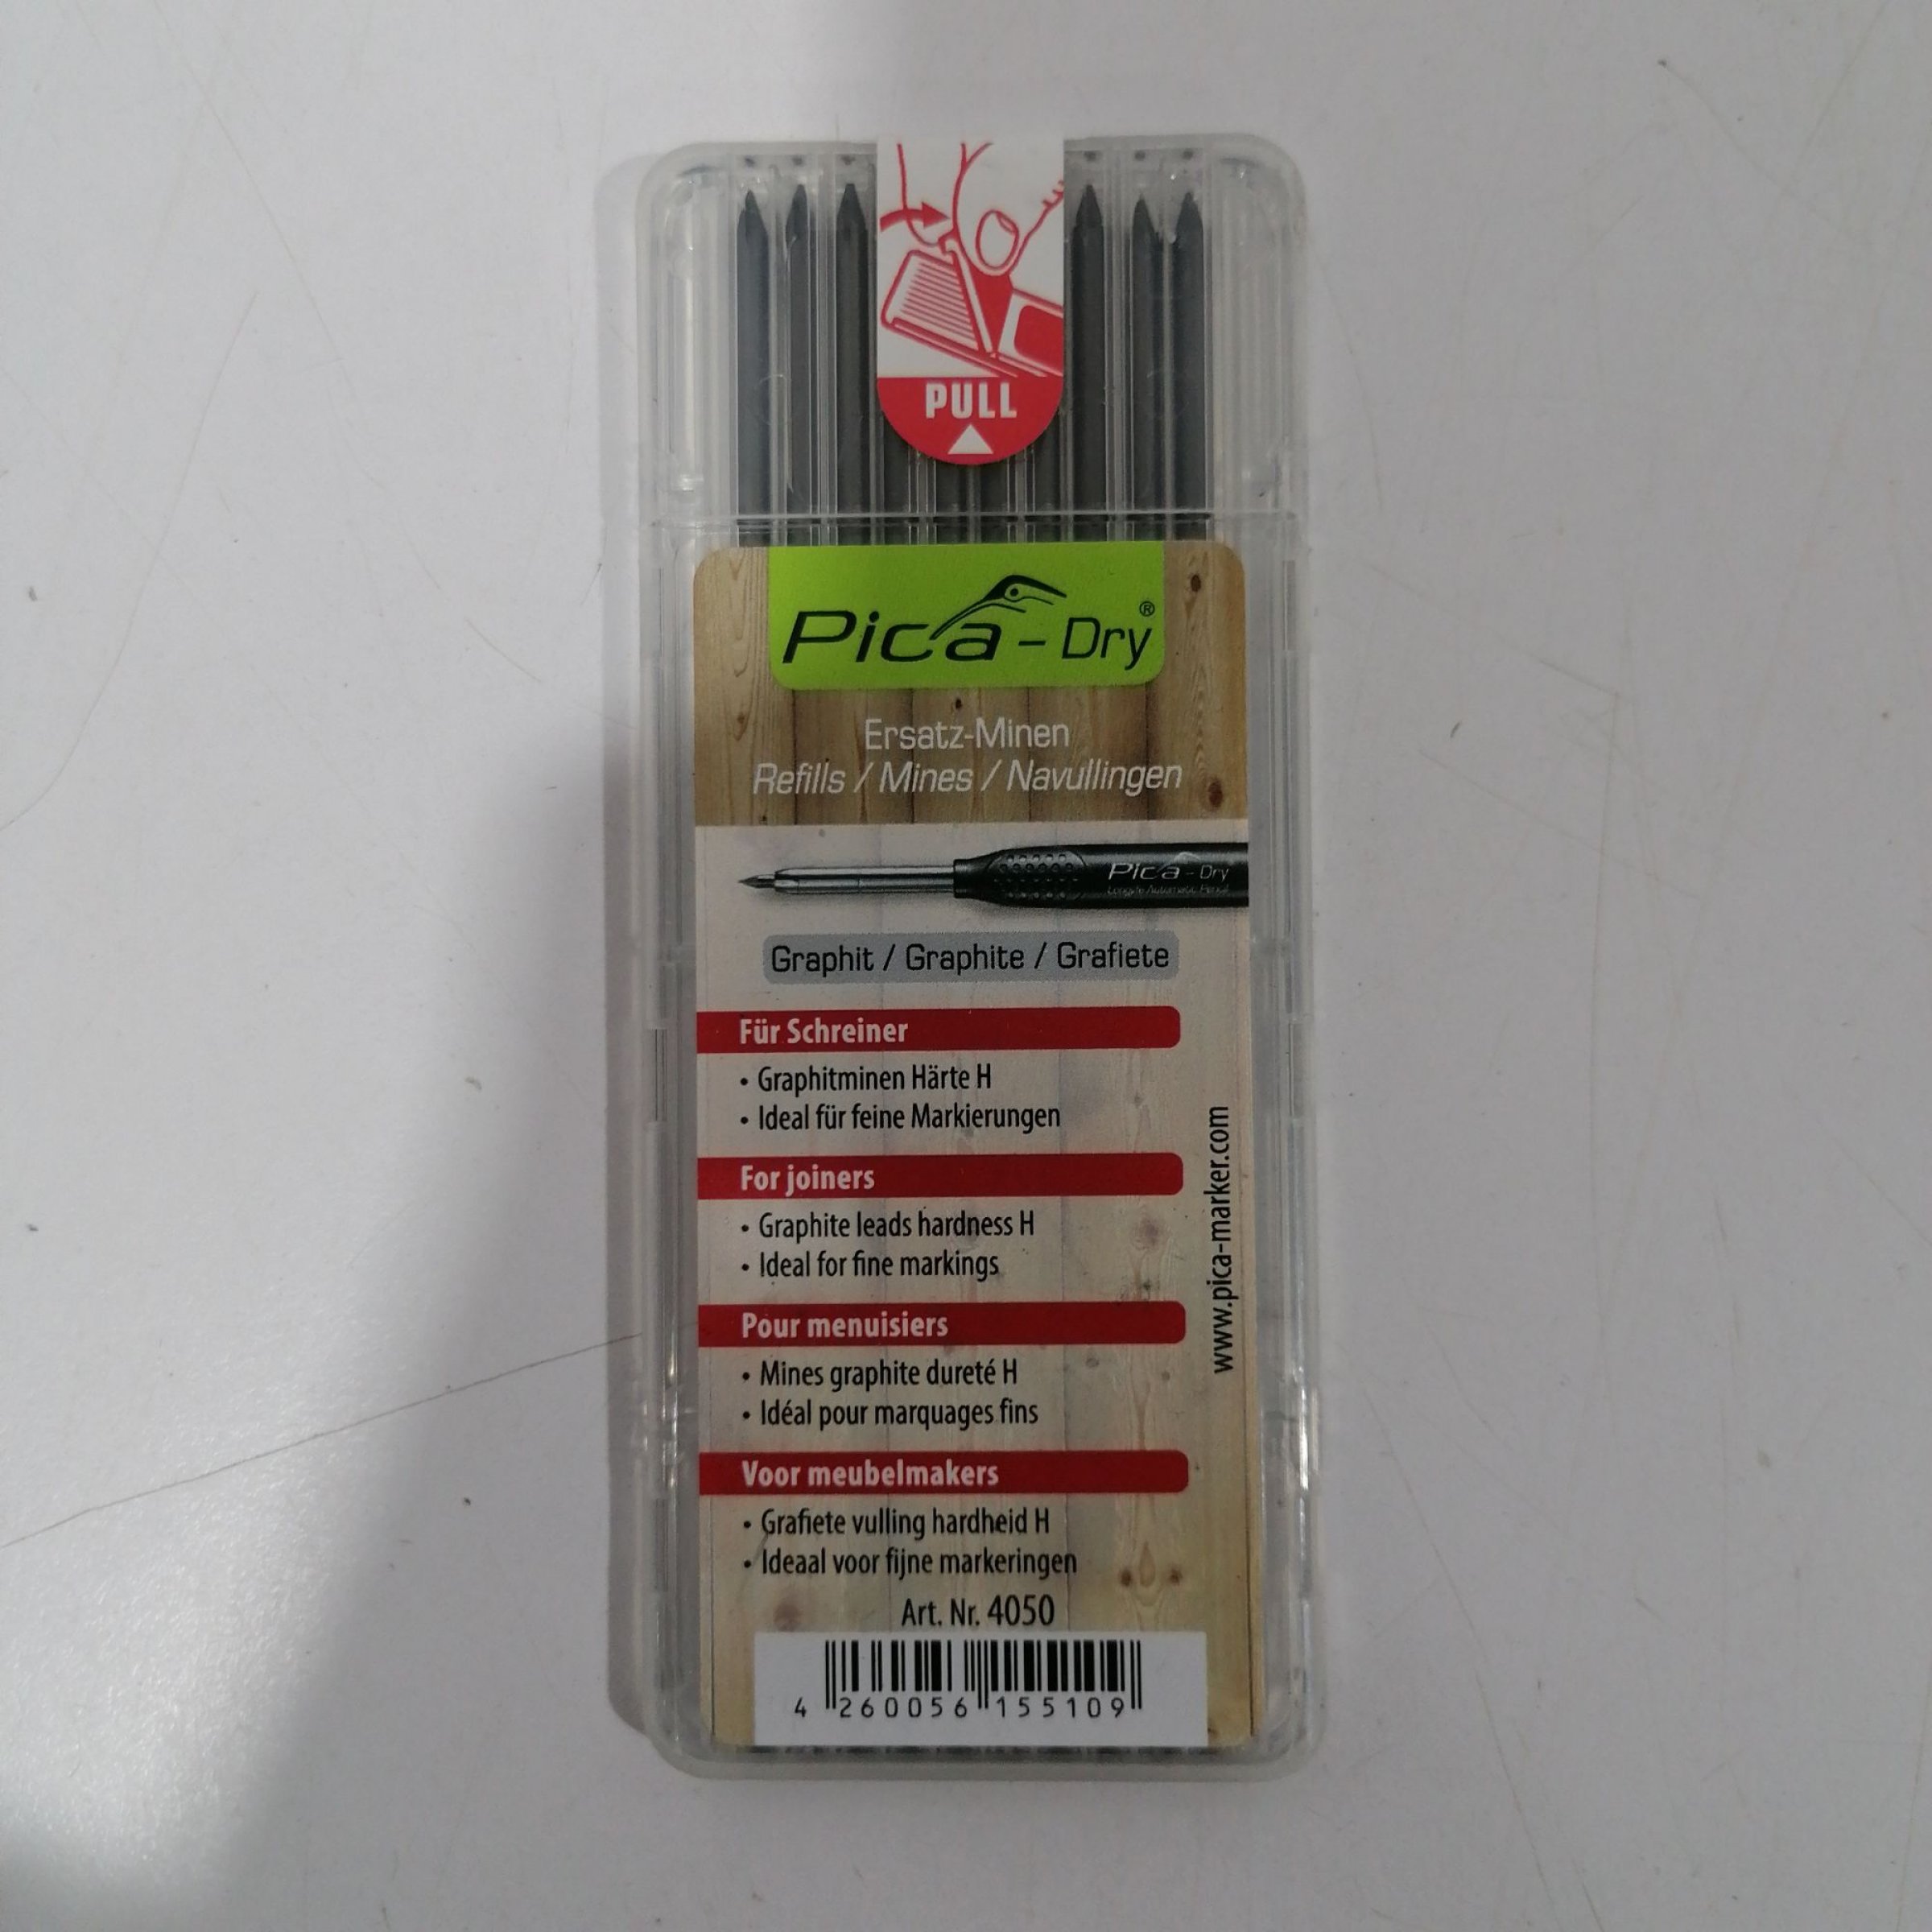 PULL
Pica-Dry®
Ersatz-Minen
Refills / Mines / Navullingen
Pica-Dry
Longlife Automatic Pencil
Graphit / Graphite / Grafiete
Für Schreiner
• Graphitminen Härte H
• Ideal für feine Markierungen
For joiners
• Graphite leads hardness H
• Ideal for fine markings
Pour menuisiers
• Mines graphite dureté H
• Idéal pour marquages fins
Voor meubelmakers
• Grafiete vulling hardheid H
• Ideaal voor fijne markeringen
www.pica-marker.com
Art. Nr. 4050
4 260056 155109